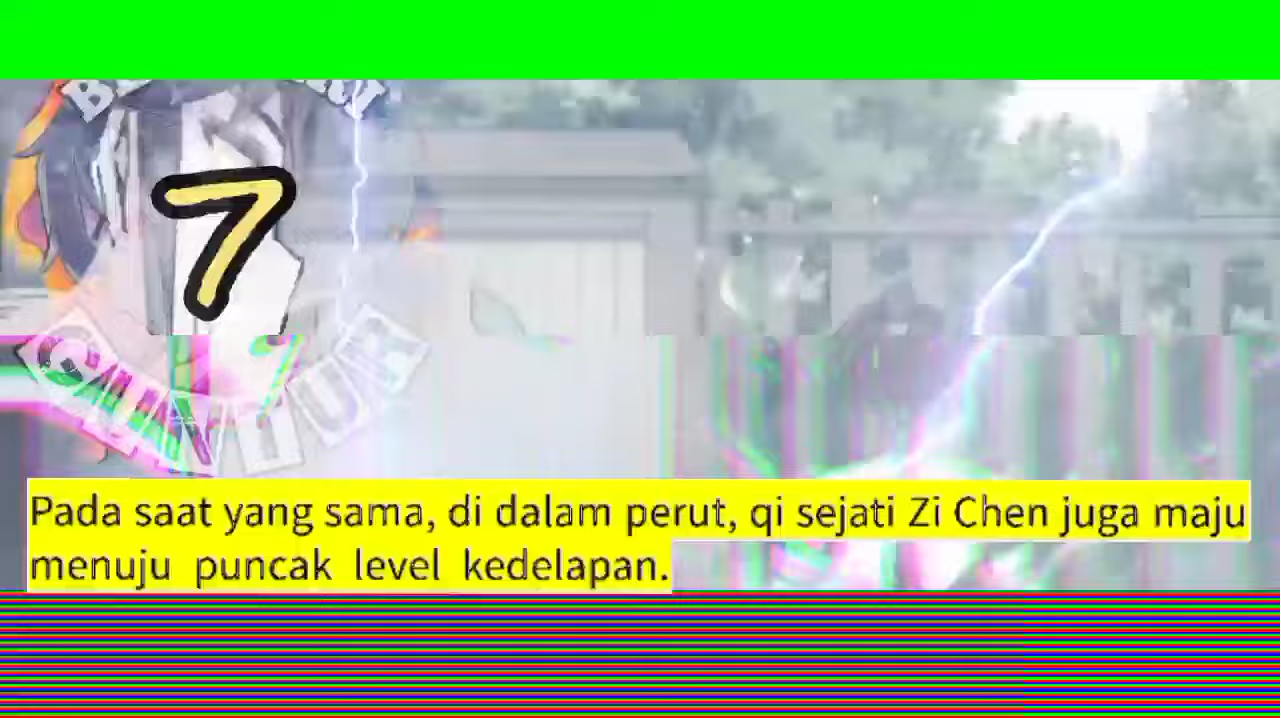 7
Pada saat yang sama, di dalam perut, qi sejati Zi Chen juga maju
menuju puncak level kedelapan.